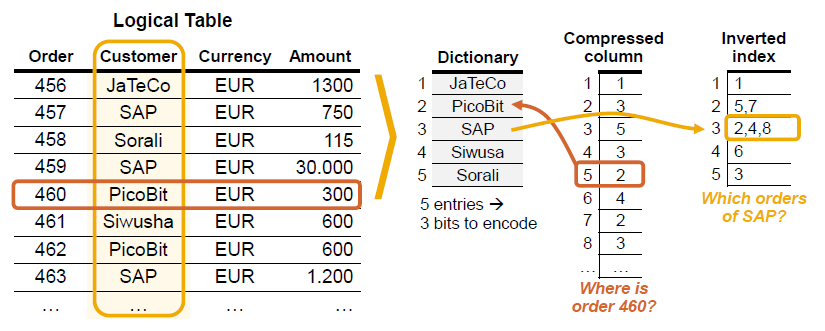 Logical Table
Order Customer Currency Amount
456 JaTeCo EUR 1300
457 SAP EUR 750
458 Sorali EUR 115
459 SAP EUR 30.000
460 PicoBit EUR 300
461 Siwusha EUR 600
462 PicoBit EUR 600
463 SAP EUR 1.200
... ... ... ...
Dictionary
1 JaTeCo
2 PicoBit
3 SAP
4 Siwusa
5 Sorali
5 entries →
3 bits to encode
Compressed
column
1 1
2 3
3 5
4 3
5 2
6 4
7 2
8 3
... ...
Where is
order 460?
Inverted
index
1 1
2 5,7
3 2,4,8
4 6
5 3
Which orders
of SAP?